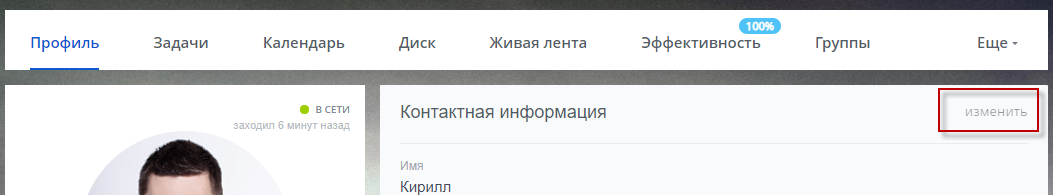 100%
Профиль Задачи Календарь Диск Живая лента Эффективность Группы Еще
В СЕТИ
заходил 6 минут назад
Контактная информация изменить
Имя
Кирилл